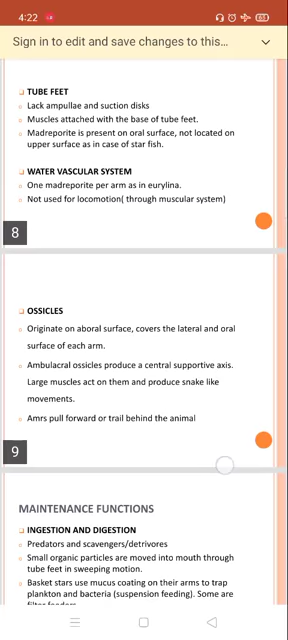 4:22
Sign in to edit and save changes to this...
TUBE FEET
Lack ampullae and suction disks
Muscles attached with the base of tube feet.
Madreporite is present on oral surface, not located on
upper surface as in case of star fish.
WATER VASCULAR SYSTEM
One madreporite per arm as in eurylina.
Not used for locomotion( through muscular system)
8
OSSICLES
Originate on aboral surface, covers the lateral and oral
surface of each arm.
Ambulacral ossicles produce a central supportive axis.
Large muscles act on them and produce snake like
movements.
Amrs pull forward or trail behind the animal
9
MAINTENANCE FUNCTIONS
INGESTION AND DIGESTION
Predators and scavengers/detrivores
Small organic particles are moved into mouth through
tube feet in sweeping motion.
Basket stars use mucus coating on their arms to trap
plankton and bacteria (suspension feeding). Some are
filter feeders